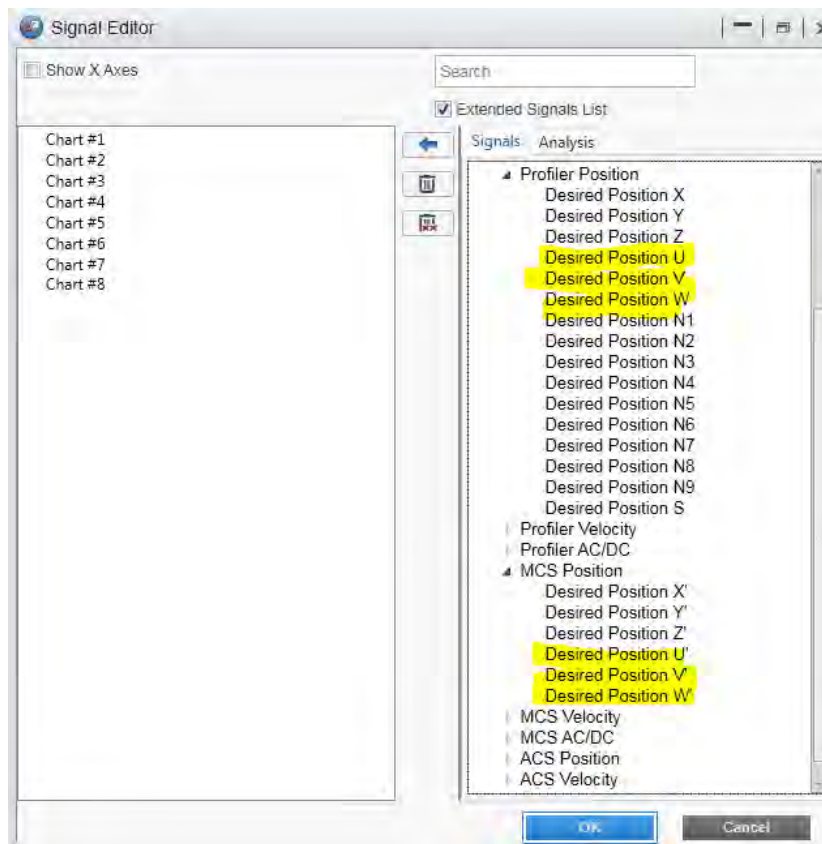 Signal Editor
Show X Axes
Search
Extended Signals List
Chart #1
Chart #2
Chart #3
Chart #4
Chart #5
Chart #6
Chart #7
Chart #8
Signals Analysis
Profiler Position
Desired Position X
Desired Position Y
Desired Position Z
Desired Position U
Desired Position V
Desired Position W
Desired Position N1
Desired Position N2
Desired Position N3
Desired Position N4
Desired Position N5
Desired Position N6
Desired Position N7
Desired Position N8
Desired Position N9
Desired Position S
Profiler Velocity
Profiler AC/DC
MCS Position
Desired Position X'
Desired Position Y'
Desired Position Z'
Desired Position U'
Desired Position V'
Desired Position W'
MCS Velocity
MCS AC/DC
ACS Position
ACS Velocity
OK Cancel